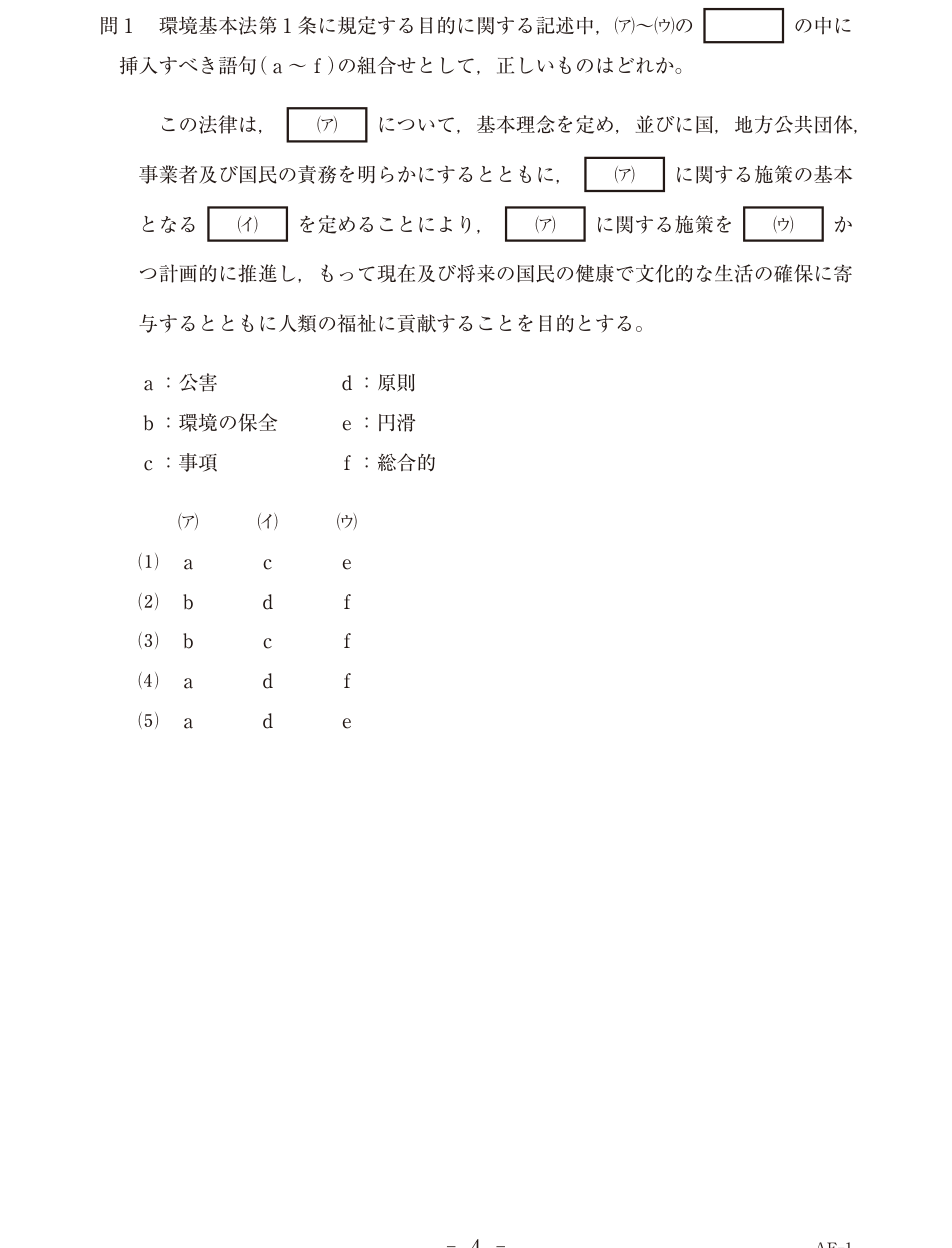 問1　環境基本法第1条に規定する目的に関する記述中，㋐～㋒の　　　の中に
挿入すべき語句(ａ～ｆ)の組合せとして，正しいものはどれか。
この法律は，(ア)について，基本理念を定め，並びに国，地方公共団体，
事業者及び国民の責務を明らかにするとともに，(ア)に関する施策の基本
となる(イ)を定めることにより，(ア)に関する施策を(ウ)か
つ計画的に推進し，もって現在及び将来の国民の健康で文化的な生活の確保に寄
与するとともに人類の福祉に貢献することを目的とする。
a：公害　d：原則
b：環境の保全　e：円滑
c：事項　f：総合的
(ア)　(イ)　(ウ)
(1)　a　c　e
(2)　b　d　f
(3)　b　c　f
(4)　a　d　f
(5)　a　d　e
－ 4 －